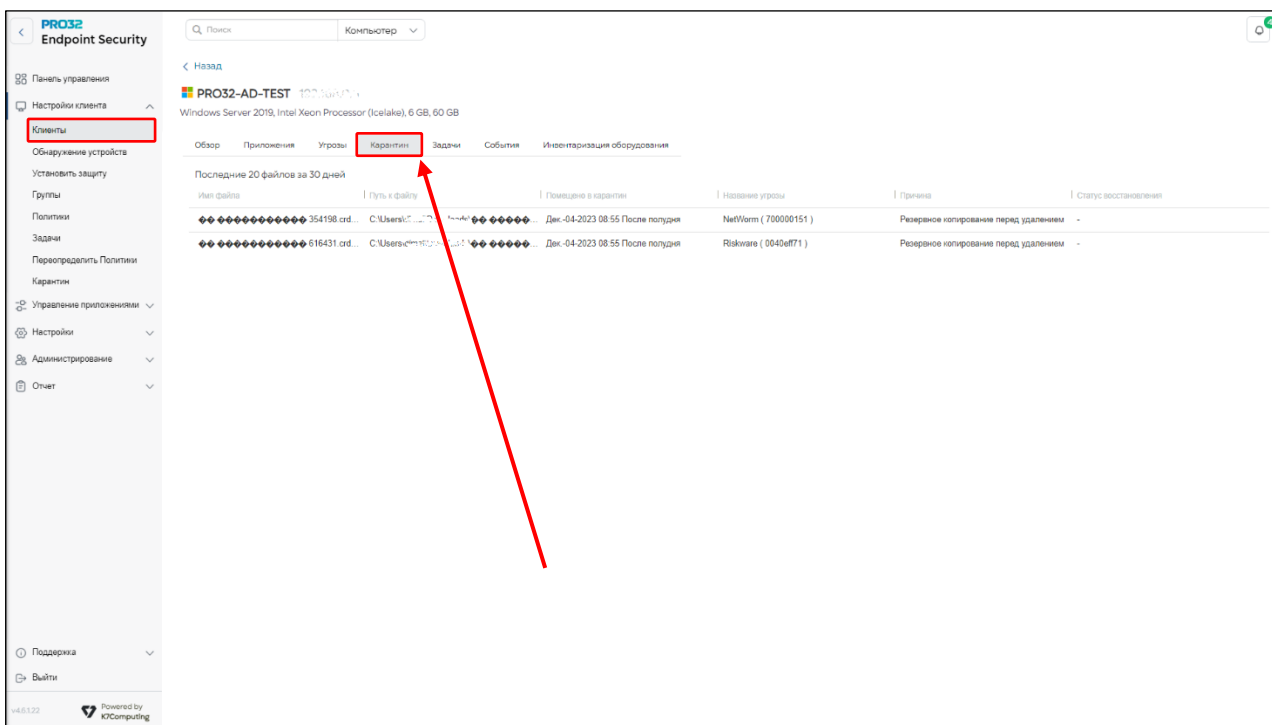 PRO32
Endpoint Security
Поиск
Компьютер
4
Панель управления
Настройки клиента
Клиенты
Обнаружение устройств
Установить защиту
Группы
Политики
Задачи
Переопределить Политики
Карантин
Управление приложениями
Настройки
Администрирование
Отчет
Поддержка
Выйти
v4.6.1.22
Powered by
K7Computing
Назад
PRO32-AD-TEST
Windows Server 2019, Intel Xeon Processor (Icelake), 6 GB, 60 GB
Обзор Приложения Угрозы Карантин Задачи События Инвентаризация оборудования
Последние 20 файлов за 30 дней
Имя файла Путь к файлу Помещено в карантин Название угрозы Причина Статус восстановления
�� ����������� 354198.crd... C:\Users\ �� �����... Дек.-04-2023 08:55 После полудня NetWorm ( 700000151 ) Резервное копирование перед удалением -
�� ����������� 616431.crd... C:\Users\ �� �����... Дек.-04-2023 08:55 После полудня Riskware ( 0040eff71 ) Резервное копирование перед удалением -